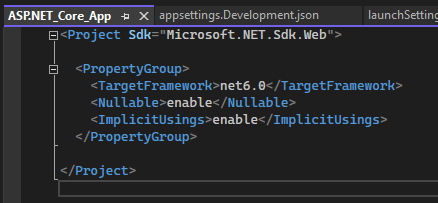 ASP.NET_Core_App appsettings.Development.json launchSetting
<Project Sdk="Microsoft.NET.Sdk.Web">
<PropertyGroup>
<TargetFramework>net6.0</TargetFramework>
<Nullable>enable</Nullable>
<ImplicitUsings>enable</ImplicitUsings>
</PropertyGroup>
</Project>